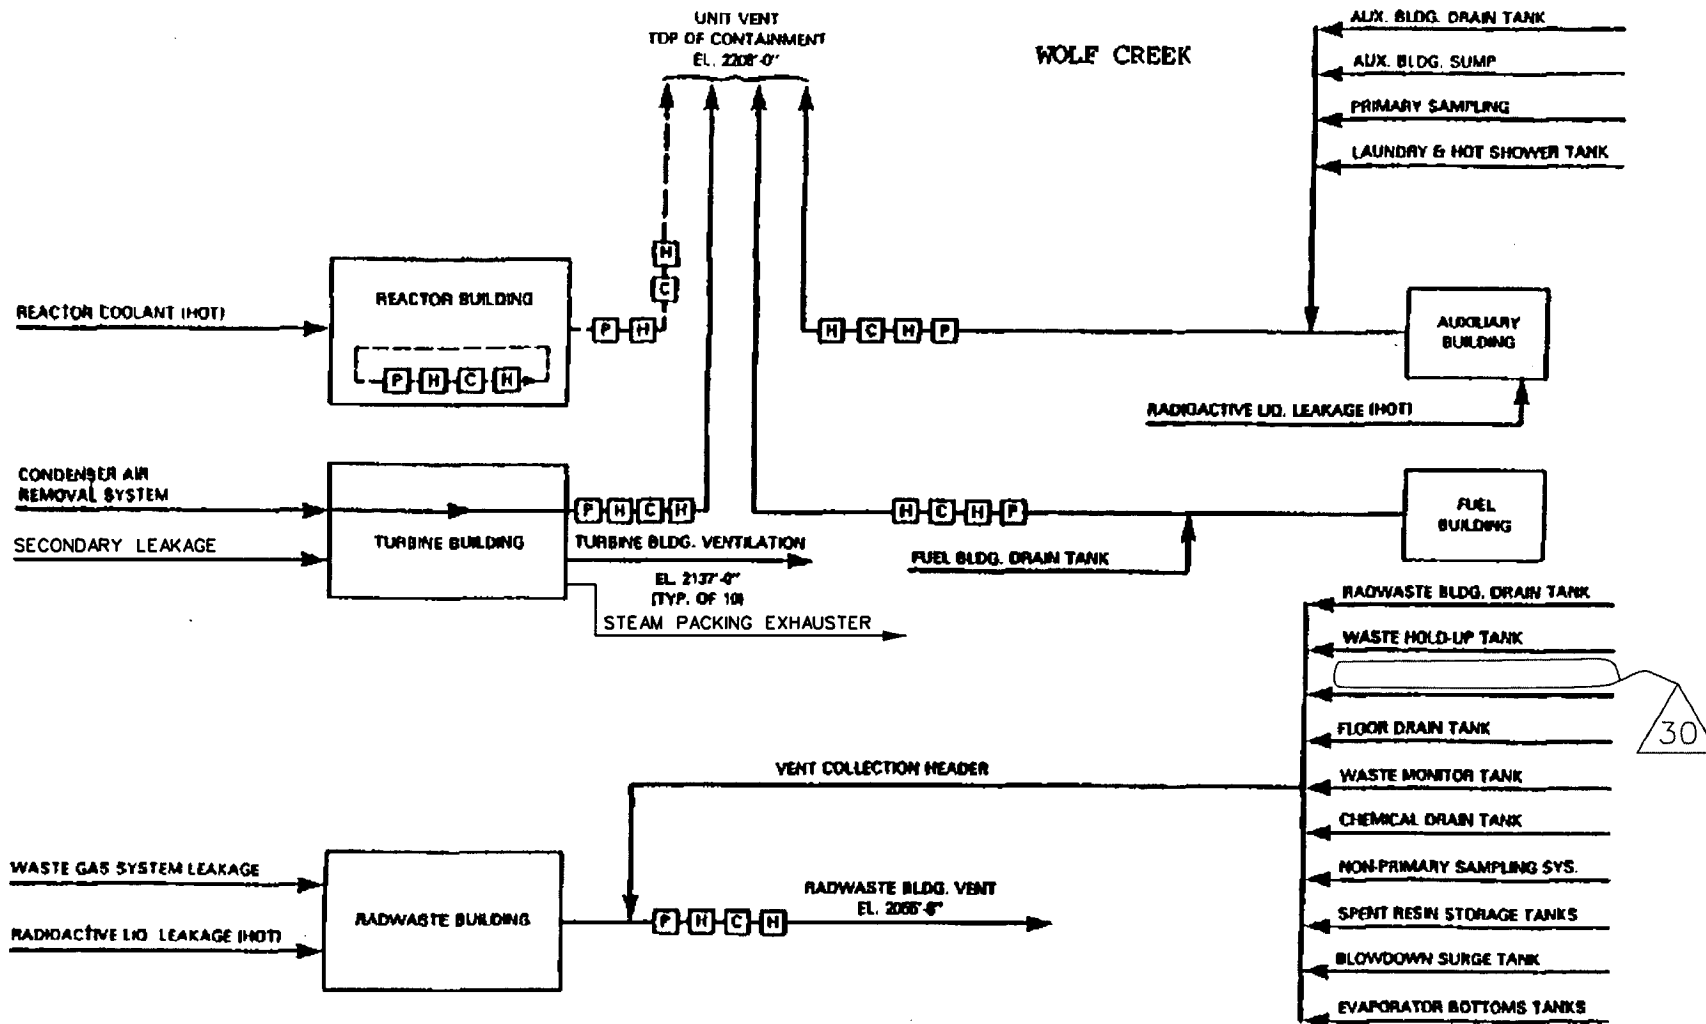 UNIT VENT
TOP OF CONTAINMENT
EL. 2208'-0"
WOLF CREEK
AUX. BLDG. DRAIN TANK
AUX. BLDG. SUMP
PRIMARY SAMPLING
LAUNDRY & HOT SHOWER TANK
H
C
REACTOR COOLANT (HOT)
REACTOR BUILDING
P H
P H C H
H C H P
AUXILIARY
BUILDING
RADIOACTIVE LIQ. LEAKAGE (HOT)
CONDENSER AIR
REMOVAL SYSTEM
SECONDARY LEAKAGE
TURBINE BUILDING
P H C H
TURBINE BLDG. VENTILATION
EL. 2137'-0"
(TYP. OF 10)
STEAM PACKING EXHAUSTER
H C H P
FUEL
BUILDING
FUEL BLDG. DRAIN TANK
RADWASTE BLDG. DRAIN TANK
WASTE HOLD-UP TANK
30
FLOOR DRAIN TANK
WASTE MONITOR TANK
CHEMICAL DRAIN TANK
NON-PRIMARY SAMPLING SYS.
SPENT RESIN STORAGE TANKS
BLOWDOWN SURGE TANK
EVAPORATOR BOTTOMS TANKS
VENT COLLECTION HEADER
WASTE GAS SYSTEM LEAKAGE
RADIOACTIVE LIQ. LEAKAGE (HOT)
RADWASTE BUILDING
P H C H
RADWASTE BLDG. VENT
EL.